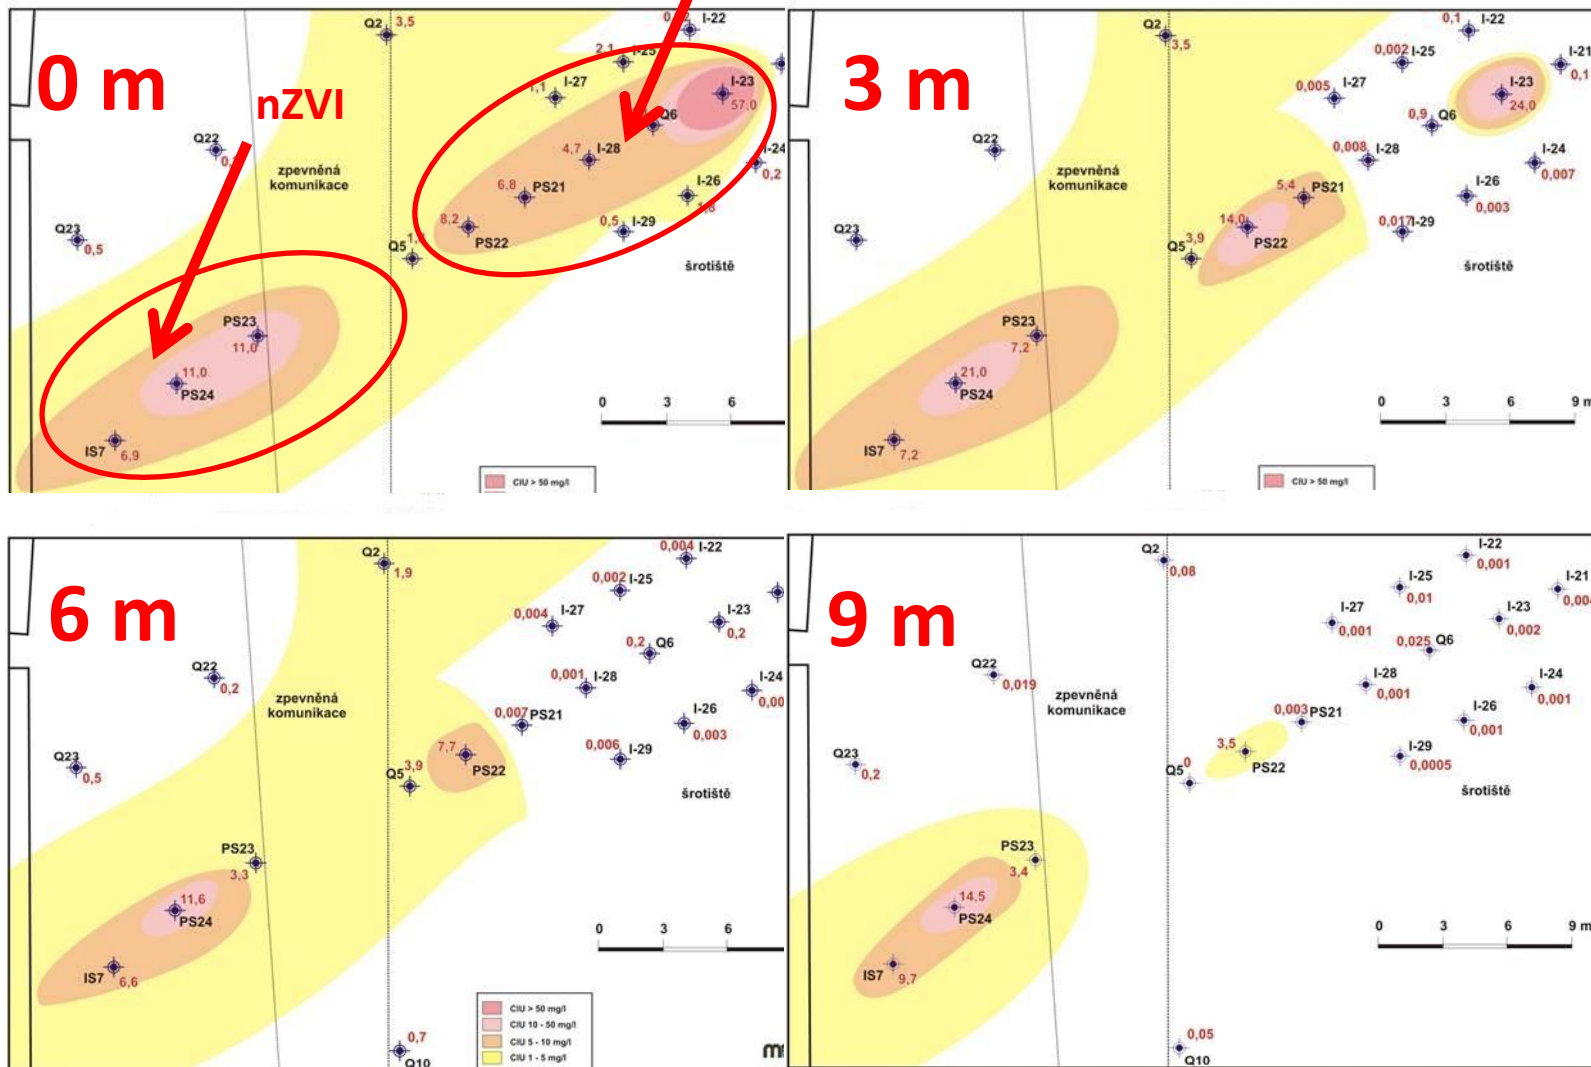 0 m
nZVI
Q2
3,5
I-22
2,1
I-25
I-27
1,1
I-23
57,0
Q6
Q22
4,7
I-28
I-24
0,2
zpevněná
komunikace
6,8
PS21
I-26
1,8
8,2
PS22
0,5
I-29
Q23
0,5
Q5
šrotiště
PS23
11,0
11,0
PS24
IS7
6,9
0
3
6
CIU > 50 mg/l
3 m
Q2
3,5
0,1
I-22
0,002
I-25
I-21
0,1
I-27
0,005
I-23
24,0
Q6
0,9
Q22
0,008
I-28
I-24
0,007
zpevněná
komunikace
5,4
PS21
I-26
0,003
14,0
PS22
0,017
I-29
Q23
3,9
Q5
šrotiště
PS23
7,2
21,0
PS24
IS7
7,2
0
3
6
9 m
CIU > 50 mg/l
6 m
Q2
1,9
0,004
I-22
0,002
I-25
I-27
0,004
I-23
0,2
0,2
Q6
Q22
0,2
0,001
I-28
I-24
0,00
zpevněná
komunikace
0,007
PS21
I-26
0,003
7,7
PS22
0,006
I-29
Q23
0,5
3,9
Q5
šrotiště
PS23
3,3
11,6
PS24
IS7
6,6
0
3
6
CIU > 50 mg/l
CIU 10 - 50 mg/l
CIU 5 - 10 mg/l
CIU 1 - 5 mg/l
0,7
Q10
9 m
Q2
0,08
I-22
0,001
I-25
0,01
I-21
0,004
I-27
0,001
I-23
0,002
Q6
0,025
Q22
0,019
I-28
0,001
I-24
0,001
zpevněná
komunikace
0,003
PS21
I-26
0,001
3,5
PS22
I-29
0,0005
Q23
0,2
0
Q5
šrotiště
PS23
3,4
14,5
PS24
IS7
9,7
0
3
6
9 m
0,05
Q10